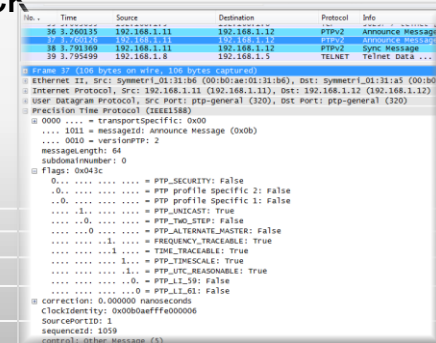 No. . Time Source Destination Protocol Info
36 3.260135 192.168.1.11 192.168.1.12 PTPv2 Announce Message
37 3.760126 192.168.1.11 192.168.1.12 PTPv2 Announce Message
38 3.791369 192.168.1.11 192.168.1.12 PTPv2 Sync Message
39 3.795499 192.168.1.8 192.168.1.5 TELNET Telnet Data ...
Frame 37 (106 bytes on wire, 106 bytes captured)
Ethernet II, Src: Symmetri_01:31:b6 (00:b0:ae:01:31:b6), Dst: Symmetri_01:31:a5 (00:b0
Internet Protocol, Src: 192.168.1.11 (192.168.1.11), Dst: 192.168.1.12 (192.168.1.12)
User Datagram Protocol, Src Port: ptp-general (320), Dst Port: ptp-general (320)
Precision Time Protocol (IEEE1588)
0000 .... = transportSpecific: 0x00
.... 1011 = messageId: Announce Message (0x0b)
.... 0010 = versionPTP: 2
messageLength: 64
subdomainNumber: 0
flags: 0x043c
0... .... .... .... = PTP_SECURITY: False
.0.. .... .... .... = PTP profile Specific 2: False
..0. .... .... .... = PTP profile Specific 1: False
.... .1.. .... .... = PTP_UNICAST: True
.... ..0. .... .... = PTP_TWO_STEP: False
.... ...0 .... .... = PTP_ALTERNATE_MASTER: False
.... .... ..1. .... = FREQUENCY_TRACEABLE: True
.... .... ...1 .... = TIME_TRACEABLE: True
.... .... .... 1... = PTP_TIMESCALE: True
.... .... .... .1.. = PTP_UTC_REASONABLE: True
.... .... .... ..0. = PTP_LI_59: False
.... .... .... ...0 = PTP_LI_61: False
correction: 0.000000 nanoseconds
ClockIdentity: 0x00b0aefffe000006
SourcePortID: 1
sequenceId: 1059
control: Other Message (5)